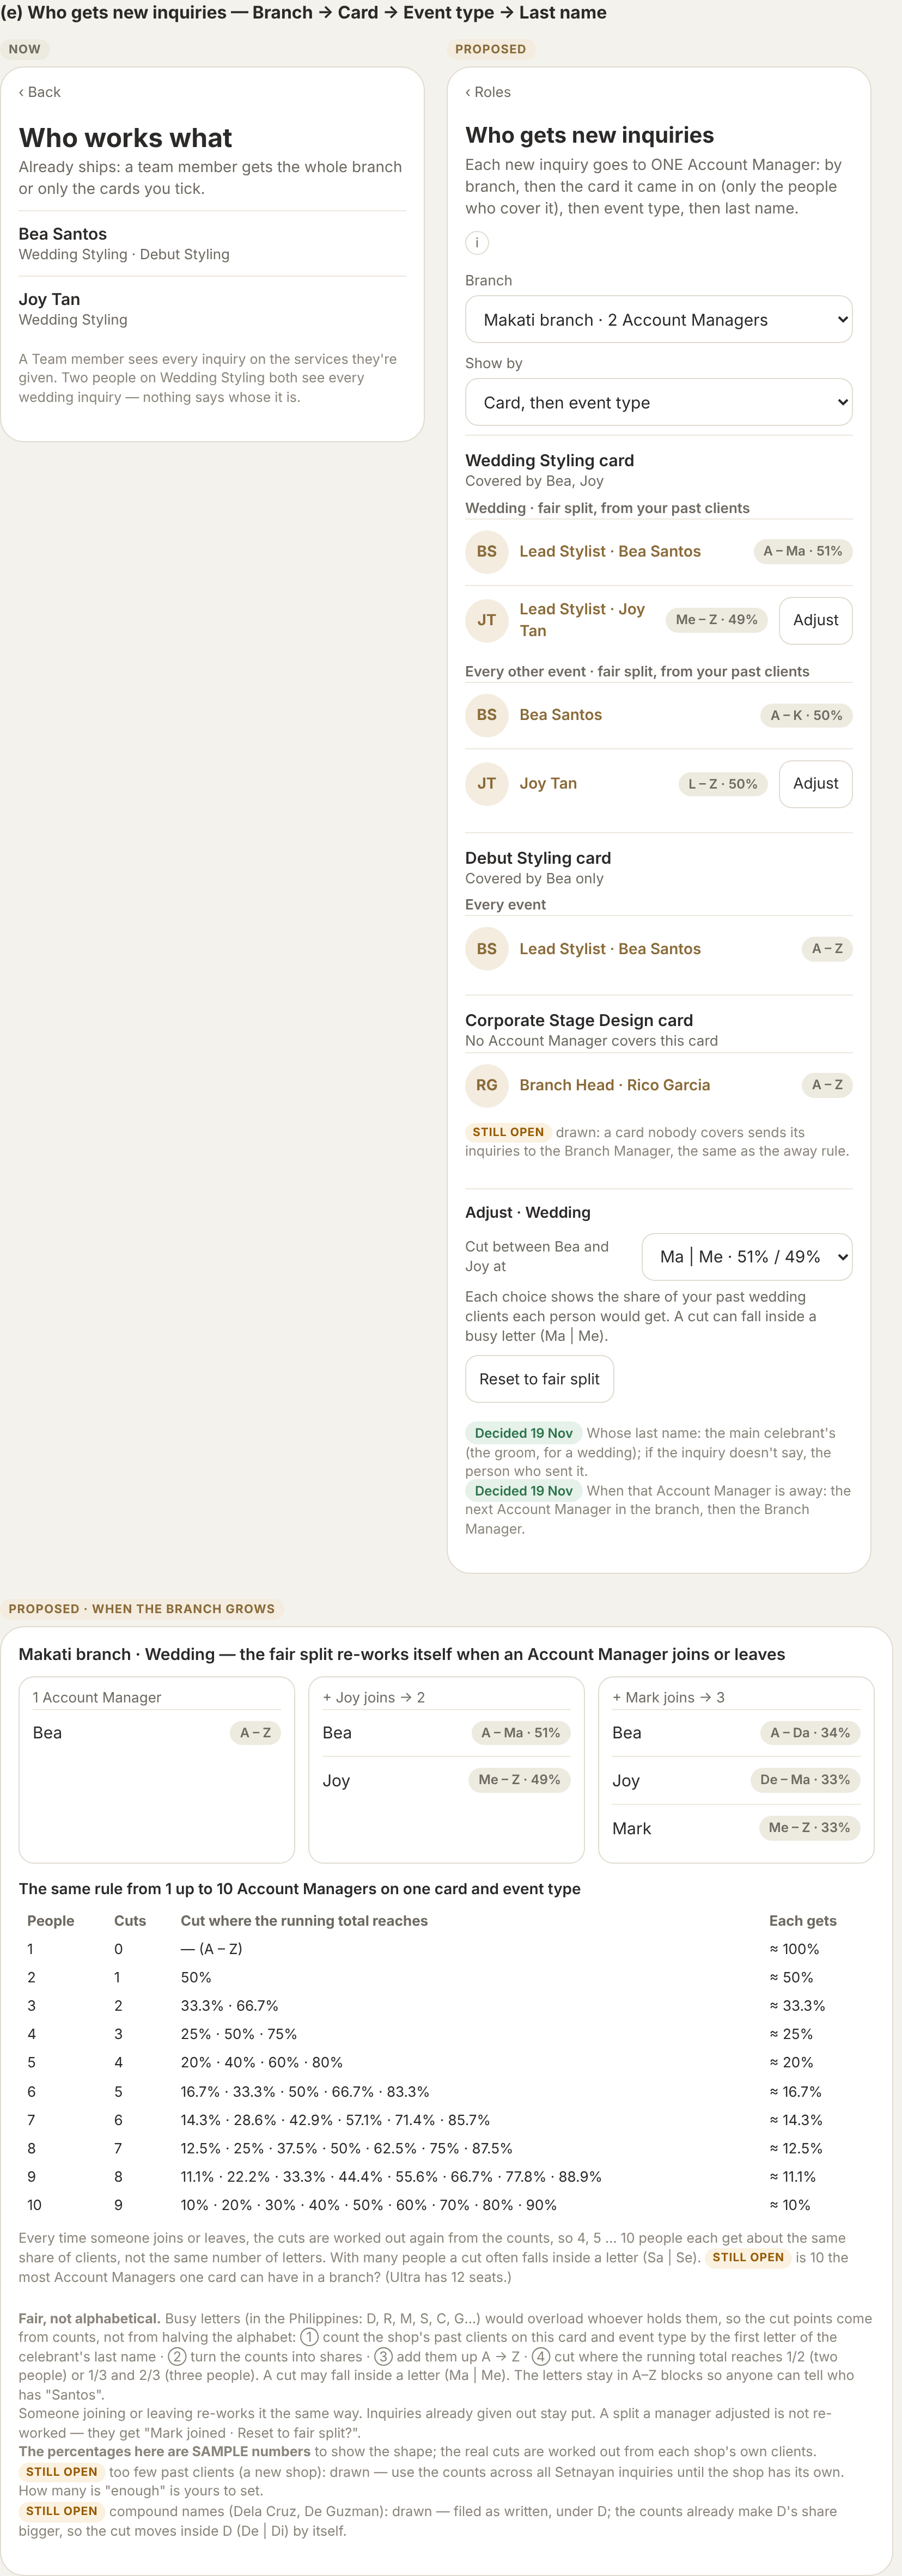 (e) Who gets new inquiries — Branch → Card → Event type → Last name
NOW
‹ Back
Who works what
Already ships: a team member gets the whole branch
or only the cards you tick.
Bea Santos
Wedding Styling · Debut Styling
Joy Tan
Wedding Styling
A Team member sees every inquiry on the services they're
given. Two people on Wedding Styling both see every
wedding inquiry — nothing says whose it is.
PROPOSED
‹ Roles
Who gets new inquiries
Each new inquiry goes to ONE Account Manager: by
branch, then the card it came in on (only the people
who cover it), then event type, then last name.
i
Branch
Makati branch · 2 Account Managers
Show by
Card, then event type
Wedding Styling card
Covered by Bea, Joy
Wedding · fair split, from your past clients
BS Lead Stylist · Bea Santos A – Ma · 51%
JT Lead Stylist · Joy Tan Me – Z · 49% Adjust
Every other event · fair split, from your past clients
BS Bea Santos A – K · 50%
JT Joy Tan L – Z · 50% Adjust
Debut Styling card
Covered by Bea only
Every event
BS Lead Stylist · Bea Santos A – Z
Corporate Stage Design card
No Account Manager covers this card
RG Branch Head · Rico Garcia A – Z
STILL OPEN drawn: a card nobody covers sends its
inquiries to the Branch Manager, the same as the away rule.
Adjust · Wedding
Cut between Bea and
Joy at
Ma | Me · 51% / 49%
Each choice shows the share of your past wedding
clients each person would get. A cut can fall inside a
busy letter (Ma | Me).
Reset to fair split
Decided 19 Nov Whose last name: the main celebrant's
(the groom, for a wedding); if the inquiry doesn't say, the
person who sent it.
Decided 19 Nov When that Account Manager is away: the
next Account Manager in the branch, then the Branch
Manager.
PROPOSED · WHEN THE BRANCH GROWS
Makati branch · Wedding — the fair split re-works itself when an Account Manager joins or leaves
1 Account Manager
Bea A – Z
+ Joy joins → 2
Bea A – Ma · 51%
Joy Me – Z · 49%
+ Mark joins → 3
Bea A – Da · 34%
Joy De – Ma · 33%
Mark Me – Z · 33%
The same rule from 1 up to 10 Account Managers on one card and event type
People Cuts Cut where the running total reaches Each gets
1 0 — (A – Z) ≈ 100%
2 1 50% ≈ 50%
3 2 33.3% · 66.7% ≈ 33.3%
4 3 25% · 50% · 75% ≈ 25%
5 4 20% · 40% · 60% · 80% ≈ 20%
6 5 16.7% · 33.3% · 50% · 66.7% · 83.3% ≈ 16.7%
7 6 14.3% · 28.6% · 42.9% · 57.1% · 71.4% · 85.7% ≈ 14.3%
8 7 12.5% · 25% · 37.5% · 50% · 62.5% · 75% · 87.5% ≈ 12.5%
9 8 11.1% · 22.2% · 33.3% · 44.4% · 55.6% · 66.7% · 77.8% · 88.9% ≈ 11.1%
10 9 10% · 20% · 30% · 40% · 50% · 60% · 70% · 80% · 90% ≈ 10%
Every time someone joins or leaves, the cuts are worked out again from the counts, so 4, 5 … 10 people each get about the same
share of clients, not the same number of letters. With many people a cut often falls inside a letter (Sa | Se). STILL OPEN is 10 the
most Account Managers one card can have in a branch? (Ultra has 12 seats.)
Fair, not alphabetical. Busy letters (in the Philippines: D, R, M, S, C, G…) would overload whoever holds them, so the cut points come
from counts, not from halving the alphabet: ① count the shop's past clients on this card and event type by the first letter of the
celebrant's last name · ② turn the counts into shares · ③ add them up A → Z · ④ cut where the running total reaches 1/2 (two
people) or 1/3 and 2/3 (three people). A cut may fall inside a letter (Ma | Me). The letters stay in A–Z blocks so anyone can tell who
has "Santos".
Someone joining or leaving re-works it the same way. Inquiries already given out stay put. A split a manager adjusted is not re-
worked — they get "Mark joined · Reset to fair split?".
The percentages here are SAMPLE numbers to show the shape; the real cuts are worked out from each shop's own clients.
STILL OPEN too few past clients (a new shop): drawn — use the counts across all Setnayan inquiries until the shop has its own.
How many is "enough" is yours to set.
STILL OPEN compound names (Dela Cruz, De Guzman): drawn — filed as written, under D; the counts already make D's share
bigger, so the cut moves inside D (De | Di) by itself.